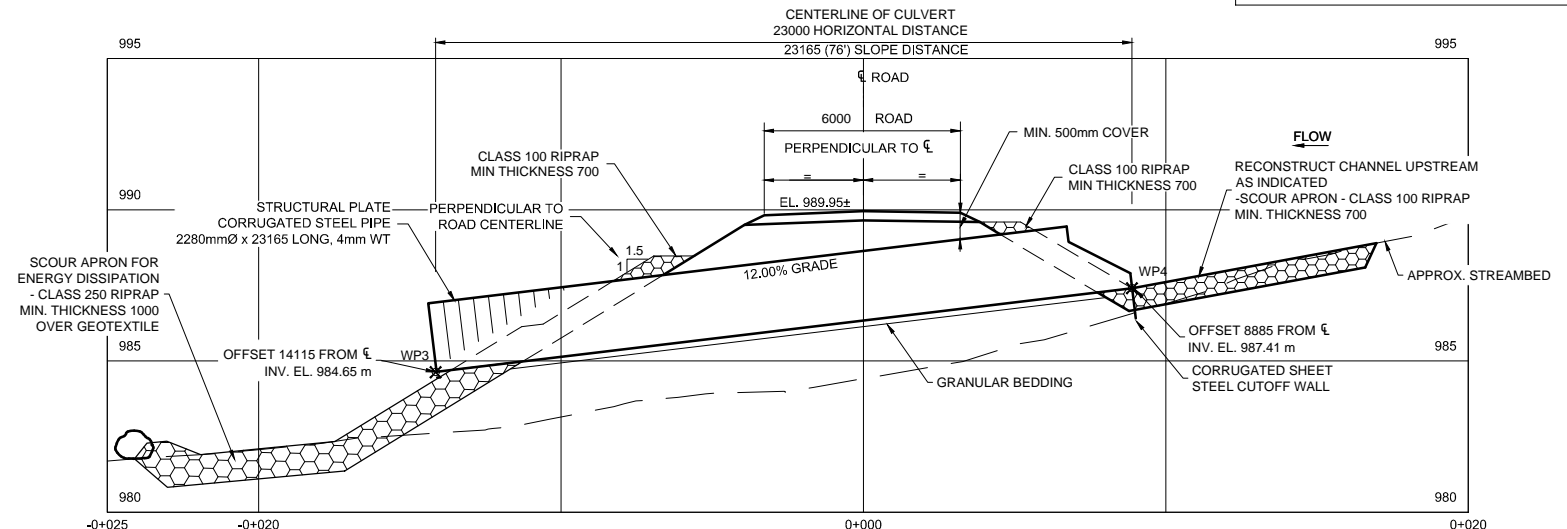 CENTERLINE OF CULVERT
23000 HORIZONTAL DISTANCE
23165 (76') SLOPE DISTANCE
995
995
℄ ROAD
6000 ROAD
PERPENDICULAR TO ℄
=
=
EL. 989.95±
MIN. 500mm COVER
CLASS 100 RIPRAP
MIN THICKNESS 700
CLASS 100 RIPRAP
MIN THICKNESS 700
FLOW
RECONSTRUCT CHANNEL UPSTREAM
AS INDICATED
-SCOUR APRON - CLASS 100 RIPRAP
MIN. THICKNESS 700
990
990
STRUCTURAL PLATE
CORRUGATED STEEL PIPE
2280mmØ x 23165 LONG, 4mm WT
PERPENDICULAR TO
ROAD CENTERLINE
1.5
1
12.00% GRADE
SCOUR APRON FOR
ENERGY DISSIPATION
- CLASS 250 RIPRAP
MIN. THICKNESS 1000
OVER GEOTEXTILE
WP4
APPROX. STREAMBED
985
985
OFFSET 14115 FROM ℄
INV. EL. 984.65 m
WP3
OFFSET 8885 FROM ℄
INV. EL. 987.41 m
CORRUGATED SHEET
STEEL CUTOFF WALL
GRANULAR BEDDING
980
980
-0+025
-0+020
0+000
0+020